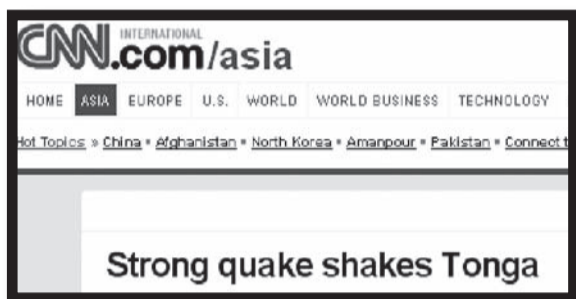 CNN INTERNATIONAL
.com/asia
HOME ASIA EUROPE U.S. WORLD WORLD BUSINESS TECHNOLOGY
Hot Topics » China • Afghanistan • North Korea • Amanpour • Pakistan • Connect t
Strong quake shakes Tonga